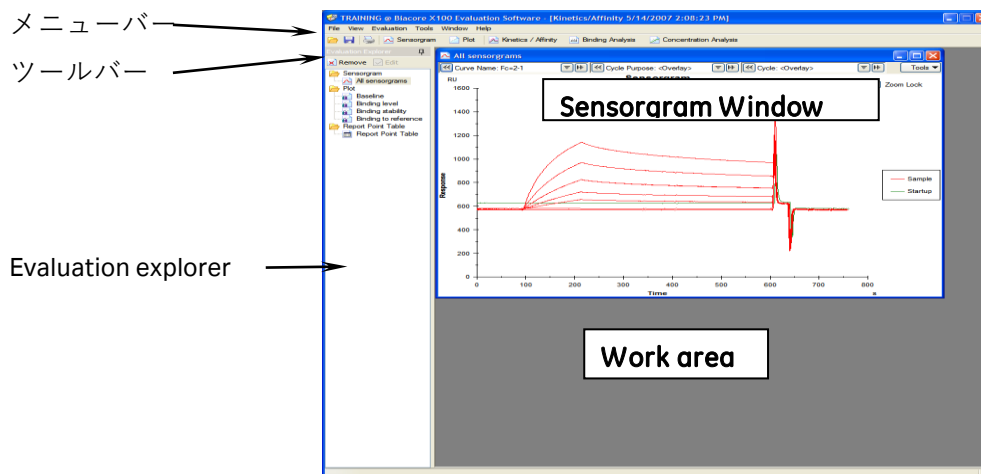 メニューバー
ツールバー
Evaluation explorer
TRAINING @ Biacore X100 Evaluation Software - [Kinetics/Affinity 5/14/2007 2:08:23 PM]
File View Evaluation Tools Window Help
Sensorgram Plot Kinetics / Affinity Binding Analysis Concentration Analysis
Evaluation Explorer
Remove Edit
Sensorgram
All sensorgrams
Plot
Baseline
Binding level
Binding stability
Binding to reference
Report Point Table
Report Point Table
All sensorgrams
Curve Name: Fc=2-1 Cycle Purpose: <Overlay> Cycle: <Overlay> Tools
Sensorgram
Zoom Lock
Sensorgram Window
RU
1600
1400
1200
1000
800
600
400
200
0
Response
0 100 200 300 400 500 600 700 800
Time s
Sample
Startup
Work area